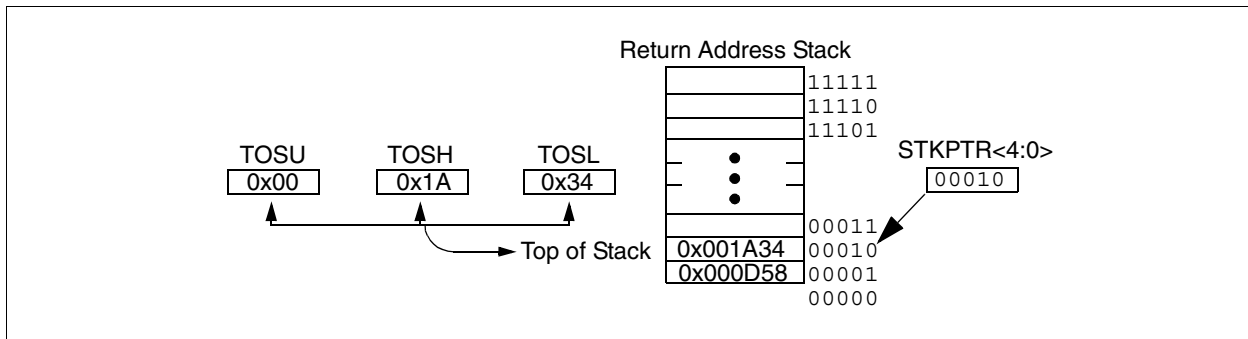 Return Address Stack
11111
11110
11101
TOSU TOSH TOSL STKPTR<4:0>
0x00 0x1A 0x34 00010
00011
Top of Stack 0x001A34 00010
0x000D58 00001
00000